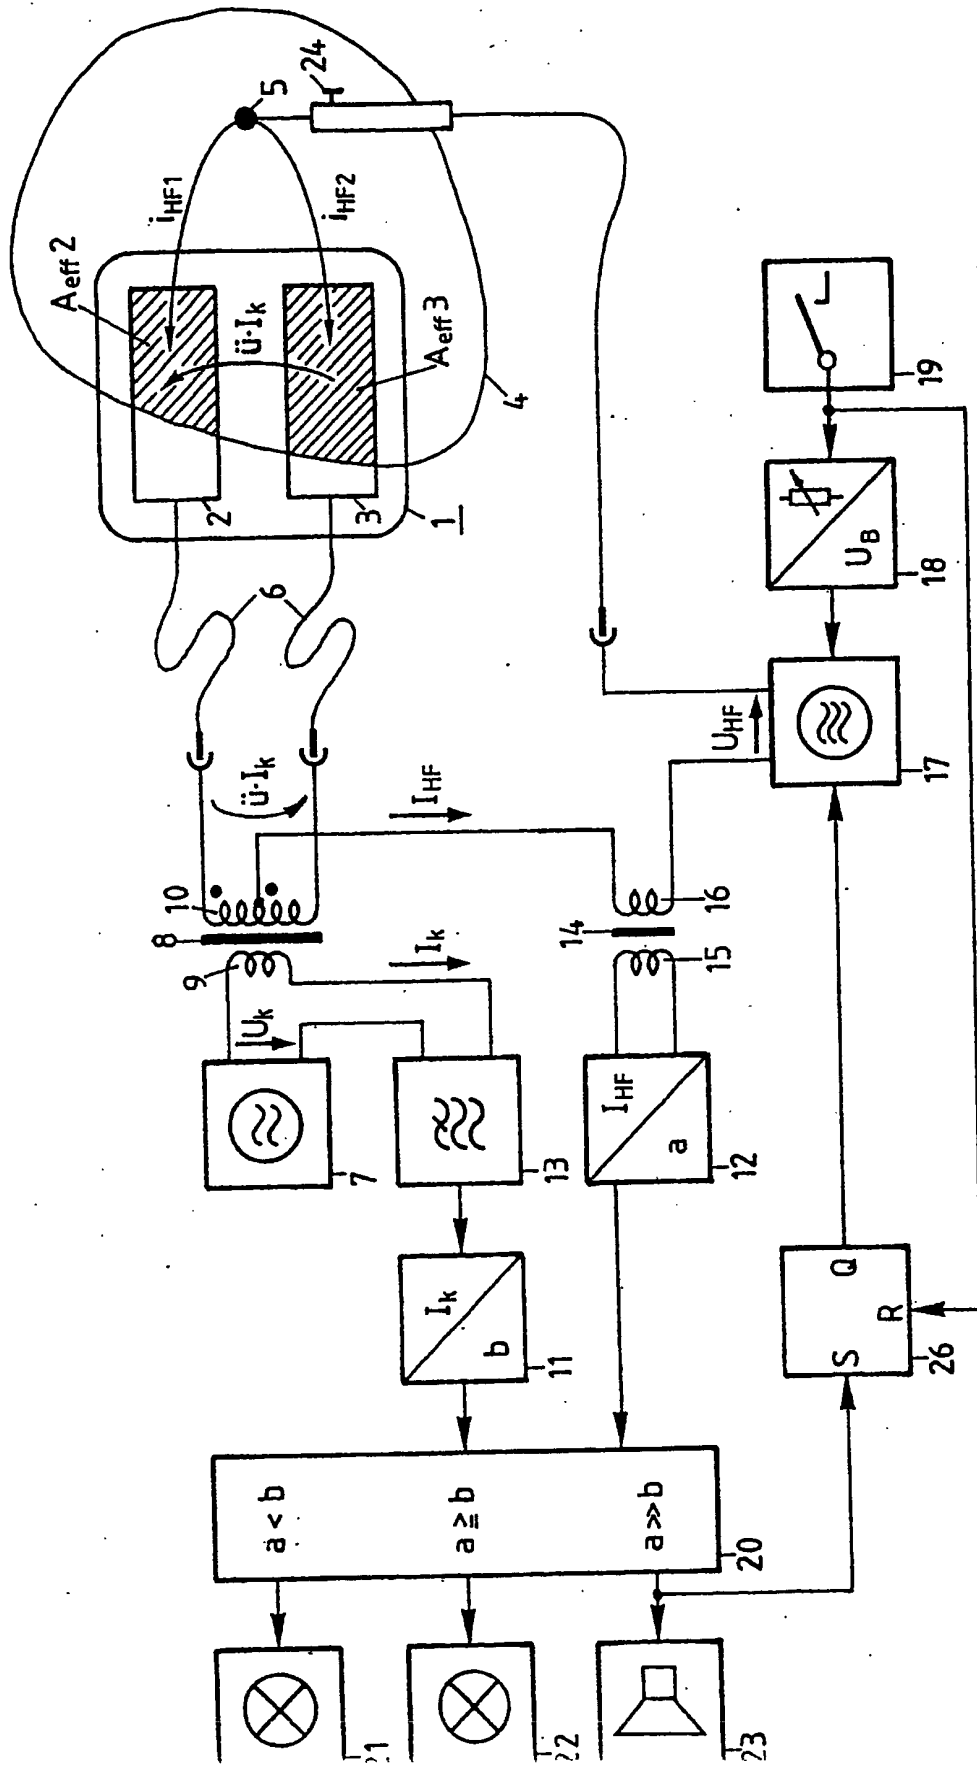 21
22
23
a < b
a ≧ b
a >> b
20
I_k
b
11
7
13
I_HF
a
12
S
R
Q
26
U_k
I_k
9
8
10
ü·I_k
I_HF
14
15
16
U_HF
17
6
2
3
1
U_B
18
19
A_eff 2
ü·I_k
A_eff 3
4
i_HF1
i_HF2
5
24